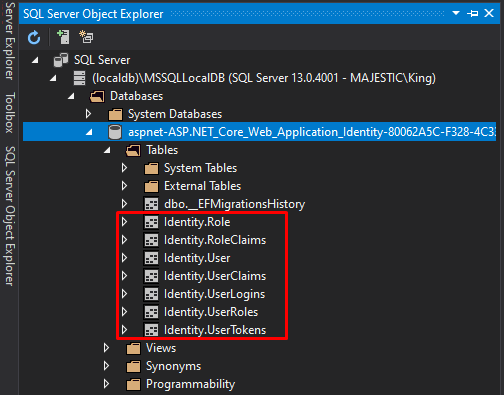 SQL Server Object Explorer
SQL Server
(localdb)\MSSQLLocalDB (SQL Server 13.0.4001 - MAJESTIC\King)
Databases
System Databases
aspnet-ASP.NET_Core_Web_Application_Identity-80062A5C-F328-4C33
Tables
System Tables
External Tables
dbo.__EFMigrationsHistory
Identity.Role
Identity.RoleClaims
Identity.User
Identity.UserClaims
Identity.UserLogins
Identity.UserRoles
Identity.UserTokens
Views
Synonyms
Programmability
Server Explorer
Toolbox
SQL Server Object Explorer